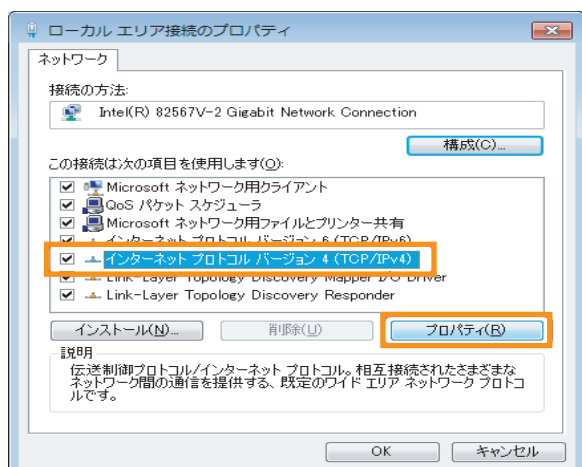 ローカル エリア接続のプロパティ
ネットワーク
接続の方法:
Intel(R) 82567V-2 Gigabit Network Connection
構成(C)...
この接続は次の項目を使用します(O):
Microsoft ネットワーク用クライアント
QoS パケット スケジューラ
Microsoft ネットワーク用ファイルとプリンター共有
インターネット プロトコル バージョン 6 (TCP/IPv6)
インターネット プロトコル バージョン 4 (TCP/IPv4)
Link-Layer Topology Discovery Mapper I/O Driver
Link-Layer Topology Discovery Responder
インストール(N)...
削除(U)
プロパティ(R)
説明
伝送制御プロトコル/インターネット プロトコル。相互接続されたさまざまな
ネットワーク間の通信を提供する、既定のワイド エリア ネットワーク プロトコ
ルです。
OK
キャンセル